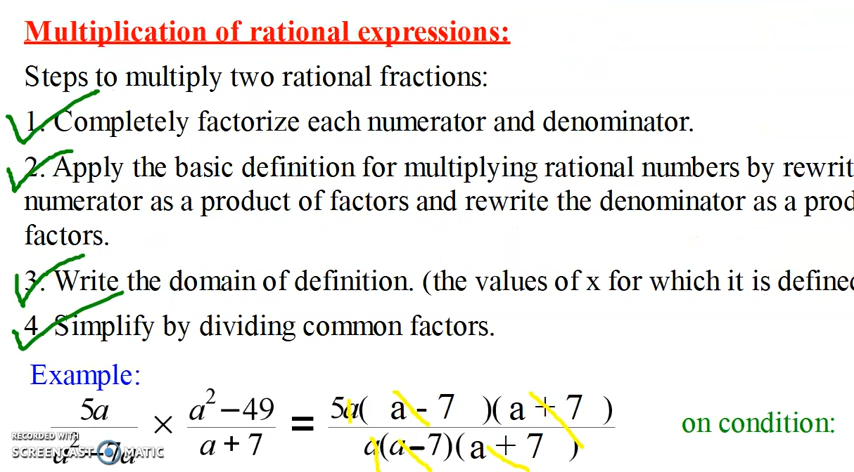 Multiplication of rational expressions:
Steps to multiply two rational fractions:
1. Completely factorize each numerator and denominator.
2. Apply the basic definition for multiplying rational numbers by rewrit
numerator as a product of factors and rewrite the denominator as a prod
factors.
3. Write the domain of definition. (the values of x for which it is define
4. Simplify by dividing common factors.
Example:
5a / a² − 7a × a² − 49 / a + 7 = 5a( a - 7 )( a + 7 ) / a(a − 7)( a + 7 ) on condition:
RECORDED WITH
SCREENCAST MATIC